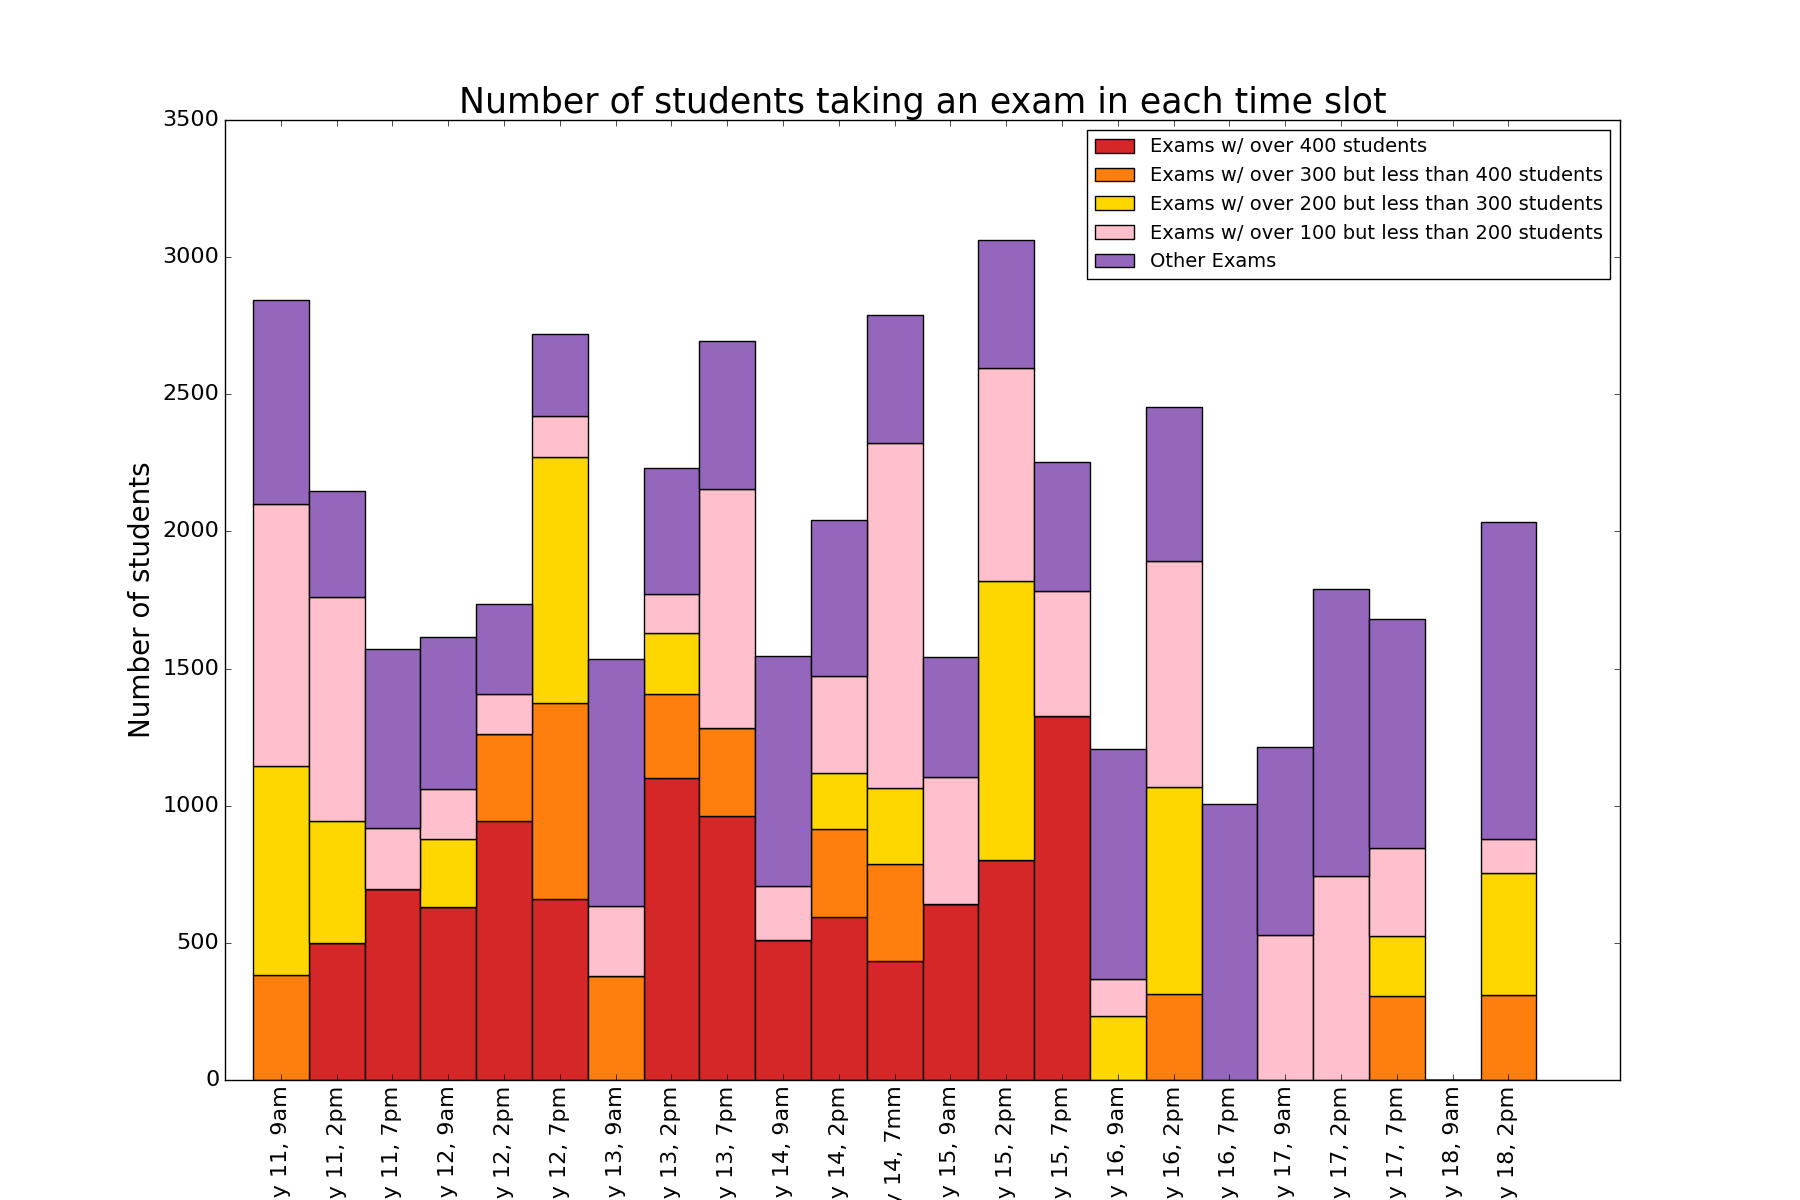 Number of students taking an exam in each time slot
3500
3000
2500
2000
1500
1000
500
0
Number of students
Exams w/ over 400 students
Exams w/ over 300 but less than 400 students
Exams w/ over 200 but less than 300 students
Exams w/ over 100 but less than 200 students
Other Exams
y 11, 9am
y 11, 2pm
y 11, 7pm
y 12, 9am
y 12, 2pm
y 12, 7pm
y 13, 9am
y 13, 2pm
y 13, 7pm
y 14, 9am
y 14, 2pm
y 14, 7mm
y 15, 9am
y 15, 2pm
y 15, 7pm
y 16, 9am
y 16, 2pm
y 16, 7pm
y 17, 9am
y 17, 2pm
y 17, 7pm
y 18, 9am
y 18, 2pm